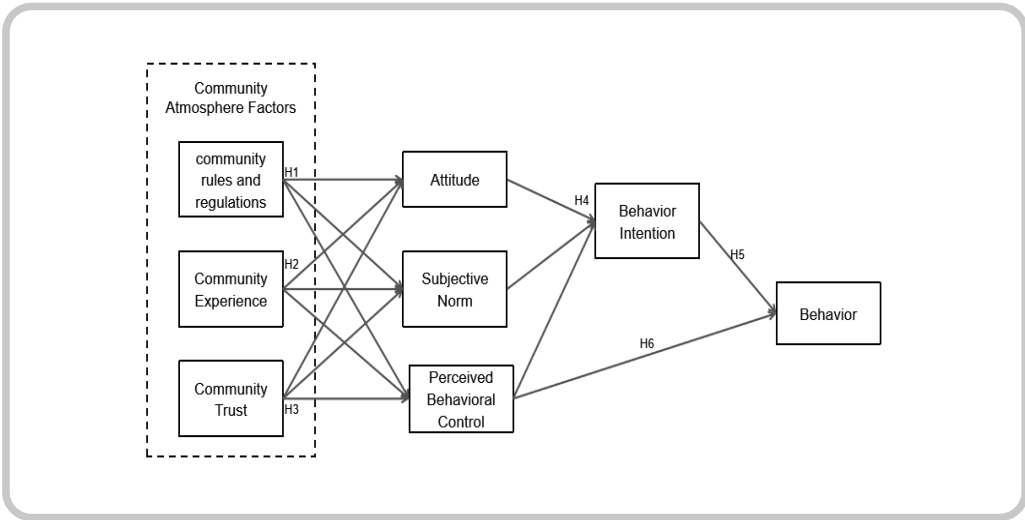 Community
Atmosphere Factors
community
rules and
regulations
H1
Attitude
H4
Behavior
Intention
H2
Community
Experience
Subjective
Norm
H5
Behavior
H6
Community
Trust
H3
Perceived
Behavioral
Control